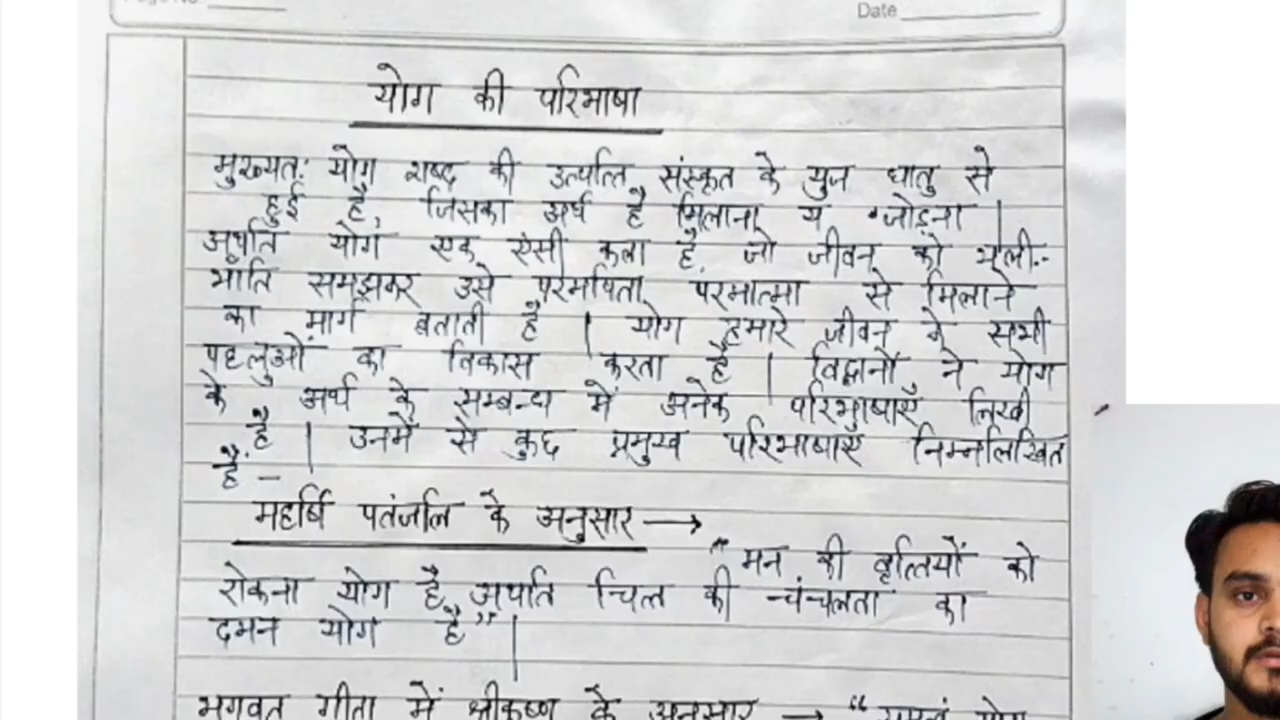 Date
योग की परिभाषा
मुख्यत: योग शब्द की उत्पत्ति संस्कृत के युज धातु से
हुई है, जिसका अर्थ है मिलाना य जोड़ना |
अर्थात योग एक ऐसी कला है, जो जीवन को भली-
भांति समझकर उसे परमपिता परमात्मा से मिलाने
का मार्ग बताती है | योग हमारे जीवन के सभी
पहलुओं का विकास करता है | विद्वानों ने योग
के अर्थ के सम्बन्ध में अनेक परिभाषाएँ लिखी
है | उनमें से कुछ प्रमुख परिभाषाएं निम्नलिखित
है -
महर्षि पतंजलि के अनुसार →
"मन की वृत्तियों को
रोकना योग है, अर्थात चित्त की चंचलता का
दमन योग है" |
भगवत गीता में श्रीकृष्ण के अनुसार → "
योग